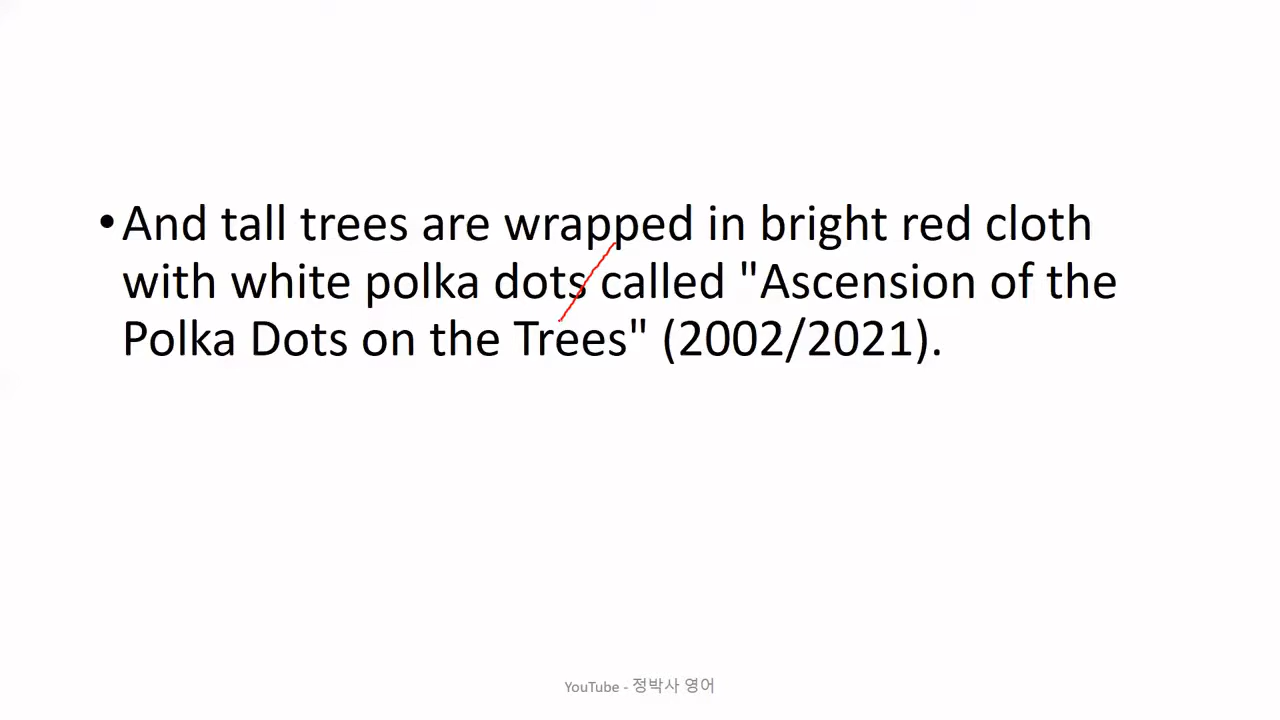 •And tall trees are wrapped in bright red cloth
with white polka dots called "Ascension of the
Polka Dots on the Trees" (2002/2021).
YouTube - 정박사 영어